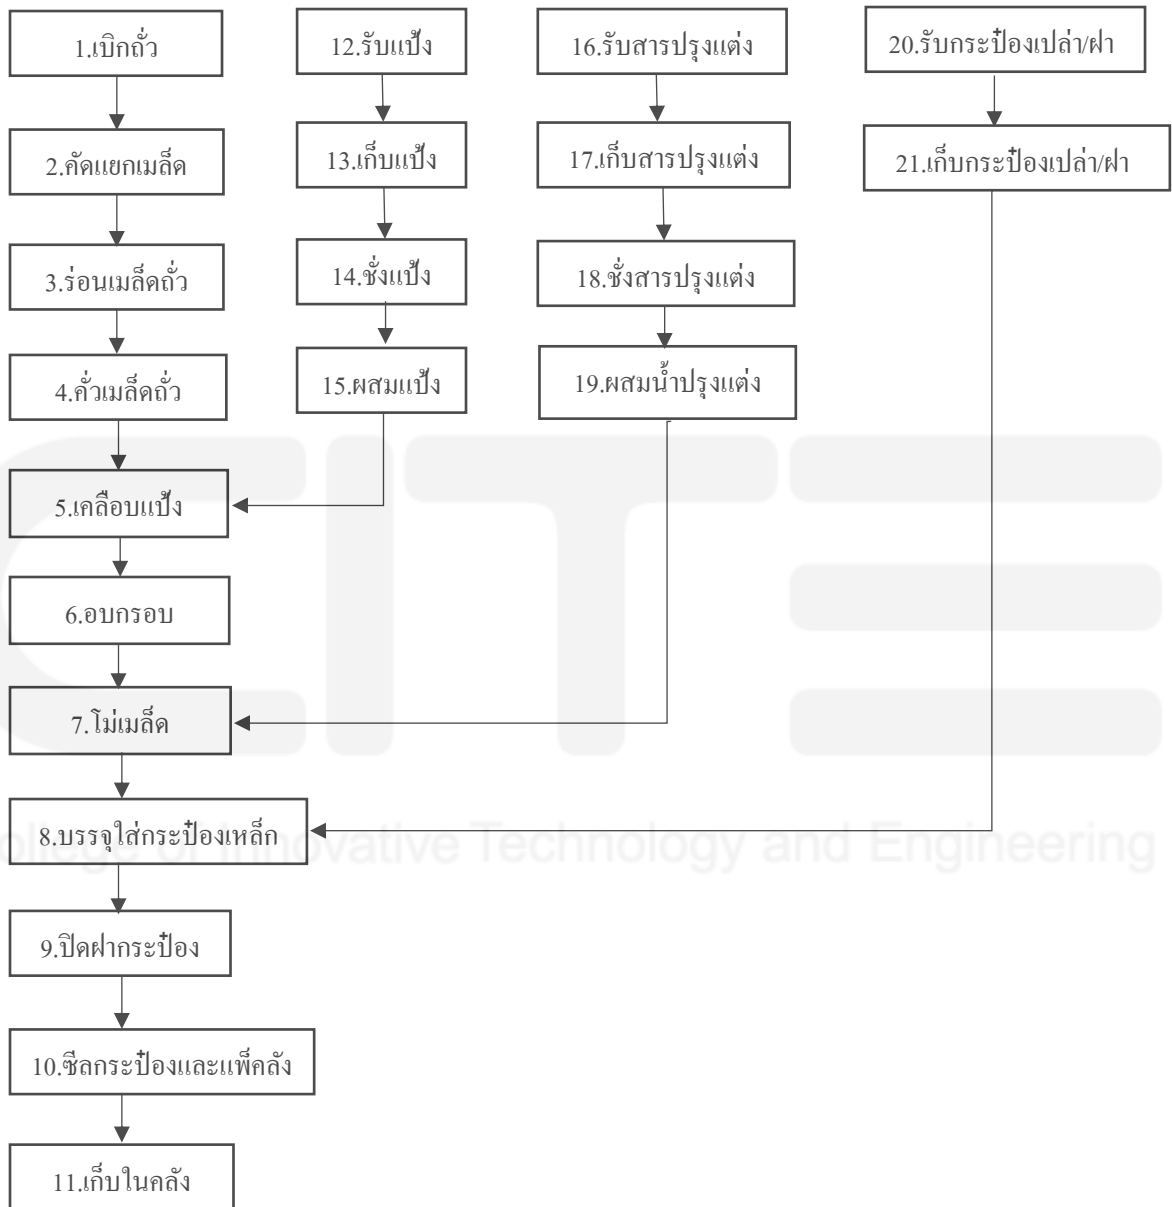 1.เบิกถั่ว
12.รับแป้ง
16.รับสารปรุงแต่ง
20.รับกระป๋องเปล่า/ฝา
2.คัดแยกเมล็ด
13.เก็บแป้ง
17.เก็บสารปรุงแต่ง
21.เก็บกระป๋องเปล่า/ฝา
3.ร่อนเมล็ดถั่ว
14.ชั่งแป้ง
18.ชั่งสารปรุงแต่ง
4.คั่วเมล็ดถั่ว
15.ผสมแป้ง
19.ผสมน้ำปรุงแต่ง
5.เคลือบแป้ง
6.อบกรอบ
7.โม่เมล็ด
8.บรรจุใส่กระป๋องเหล็ก
9.ปิดฝากระป๋อง
10.ซีลกระป๋องและแพ็คลัง
11.เก็บในคลัง
CITE
ollege of Innovative Technology and Engineering